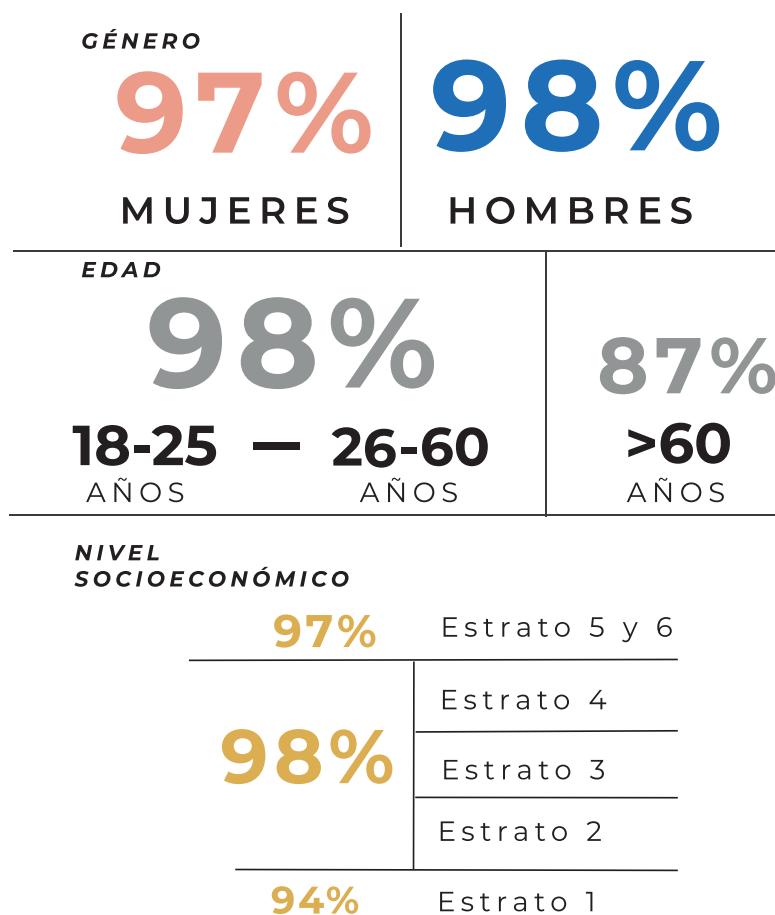 GÉNERO
97%
98%
MUJERES
HOMBRES
EDAD
98%
87%
18-25 — 26-60
>60
AÑOS
AÑOS
AÑOS
NIVEL
SOCIOECONÓMICO
97%
Estrato 5 y 6
98%
Estrato 4
Estrato 3
Estrato 2
94%
Estrato 1